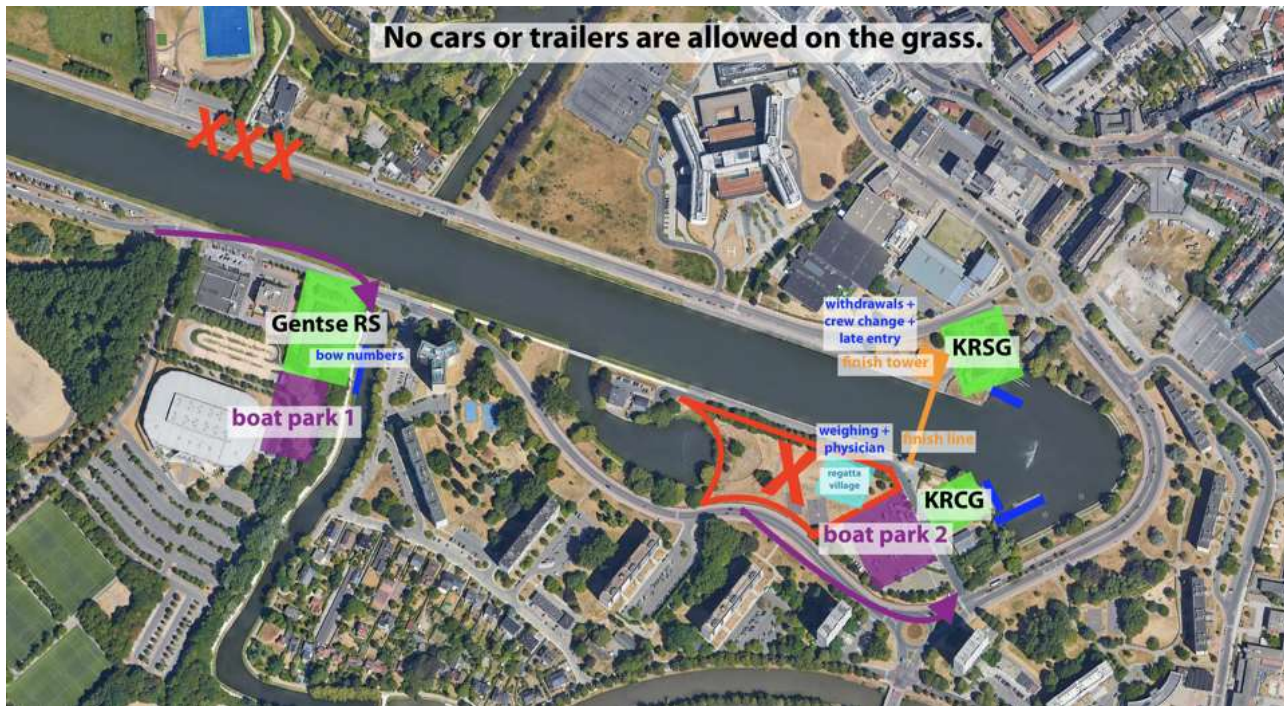 No cars or trailers are allowed on the grass.
X X X
withdrawals +
crew change +
late entry
finish tower
KRSG
Gentse RS
bow numbers
boat park 1
weighing +
physician
finish line
X
regatta
village
KRCG
boat park 2